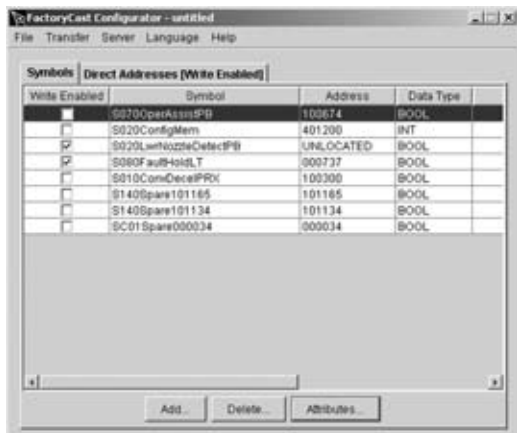 FactoryCast Configurator - untitled
File Transfer Server Language Help
Symbols Direct Addresses [Write Enabled]
Write Enabled Symbol Address Data Type
S070OperAssistPB 100674 BOOL
S020ConfigMem 401200 INT
S020LwrNozzleDetectPB UNLOCATED BOOL
S080FaultHoldLT 000737 BOOL
S010ConvDecelPRX 100300 BOOL
S140Spare101165 101165 BOOL
S140Spare101134 101134 BOOL
SC01Spare000034 000034 BOOL
Add... Delete... Attributes...